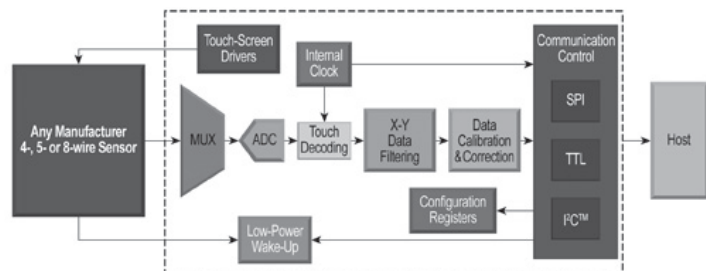 Touch-Screen
Drivers
Internal
Clock
Communication
Control
Any Manufacturer
4-, 5- or 8-wire Sensor
MUX
ADC
Touch
Decoding
X-Y
Data
Filtering
Data
Calibration
& Correction
SPI
TTL
I²C™
Host
Configuration
Registers
Low-Power
Wake-Up